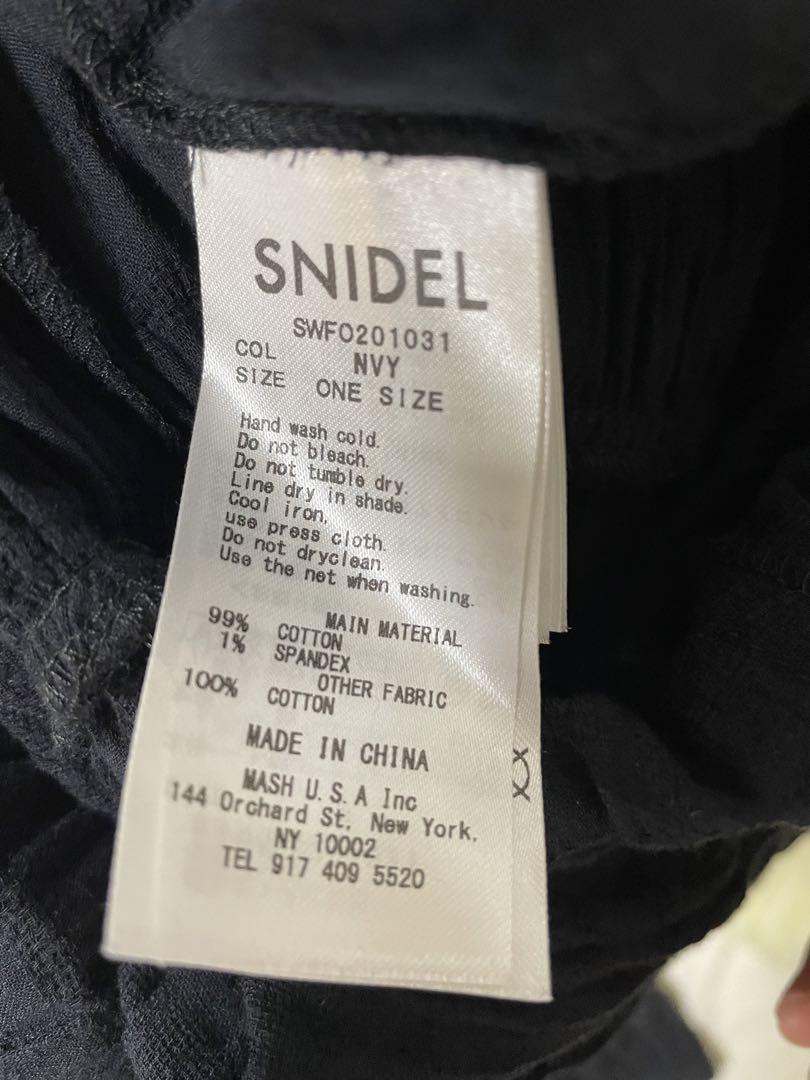 SNIDEL
SWFO201031
COL NVY
SIZE ONE SIZE
Hand wash cold.
Do not bleach.
Do not tumble dry.
Line dry in shade.
Cool iron,
use press cloth.
Do not dryclean.
Use the net when washing.
MAIN MATERIAL
99% COTTON
1% SPANDEX
OTHER FABRIC
100% COTTON
MADE IN CHINA
MASH U.S.A Inc
144 Orchard St, New York,
NY 10002
TEL 917 409 5520